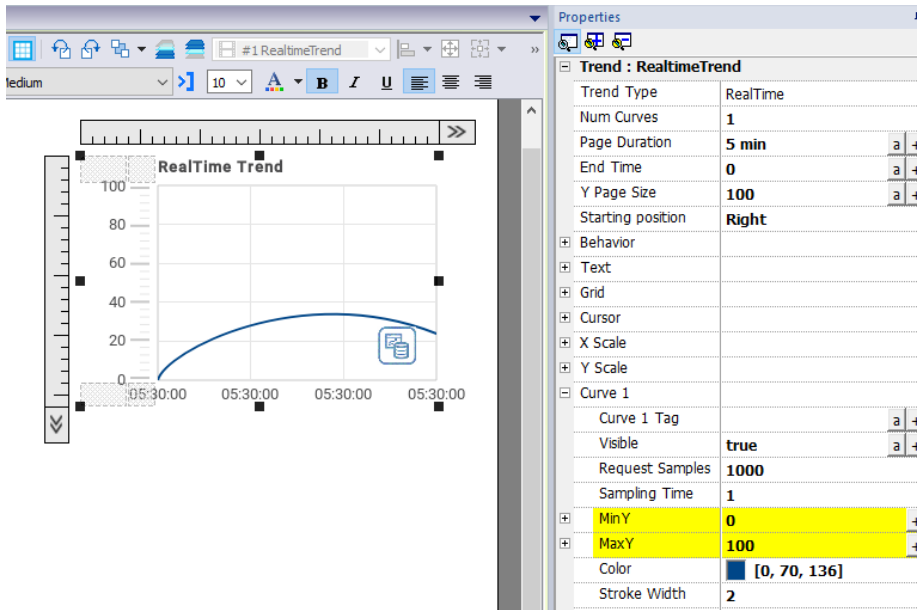 Properties
#1 RealtimeTrend
10
A
B
I
U
RealTime Trend
100
80
60
40
20
0
05:30:00 05:30:00 05:30:00 05:30:00
Trend : RealtimeTrend
Trend Type RealTime
Num Curves 1
Page Duration 5 min a +
End Time 0 a +
Y Page Size 100 a +
Starting position Right
Behavior
Text
Grid
Cursor
X Scale
Y Scale
Curve 1
Curve 1 Tag a +
Visible true a +
Request Samples 1000
Sampling Time 1
MinY 0 +
MaxY 100 +
Color [0, 70, 136]
Stroke Width 2